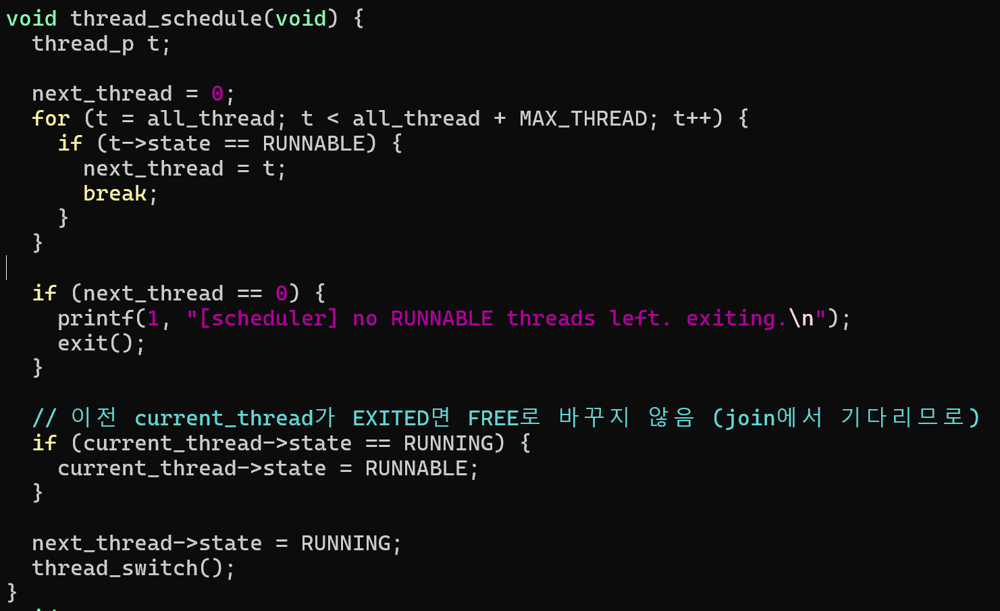 void thread_schedule(void) {
  thread_p t;

  next_thread = 0;
  for (t = all_thread; t < all_thread + MAX_THREAD; t++) {
    if (t->state == RUNNABLE) {
      next_thread = t;
      break;
    }
  }

  if (next_thread == 0) {
    printf(1, "[scheduler] no RUNNABLE threads left. exiting.\n");
    exit();
  }

  // 이전 current_thread가 EXITED면 FREE로 바꾸지 않음 (join에서 기다리므로)
  if (current_thread->state == RUNNING) {
    current_thread->state = RUNNABLE;
  }

  next_thread->state = RUNNING;
  thread_switch();
}